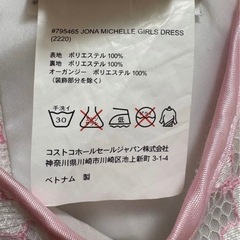 #795465 JONA MICHELLE GIRLS DRESS
(2220)
表地 ポリエステル 100%
裏地 ポリエステル 100%
オーガンジー ポリエステル 100%
(装飾部分を除く)
手洗イ
30
コストコホールセールジャパン株式会社
神奈川県川崎市川崎区池上新町 3-1-4
ベトナム 製